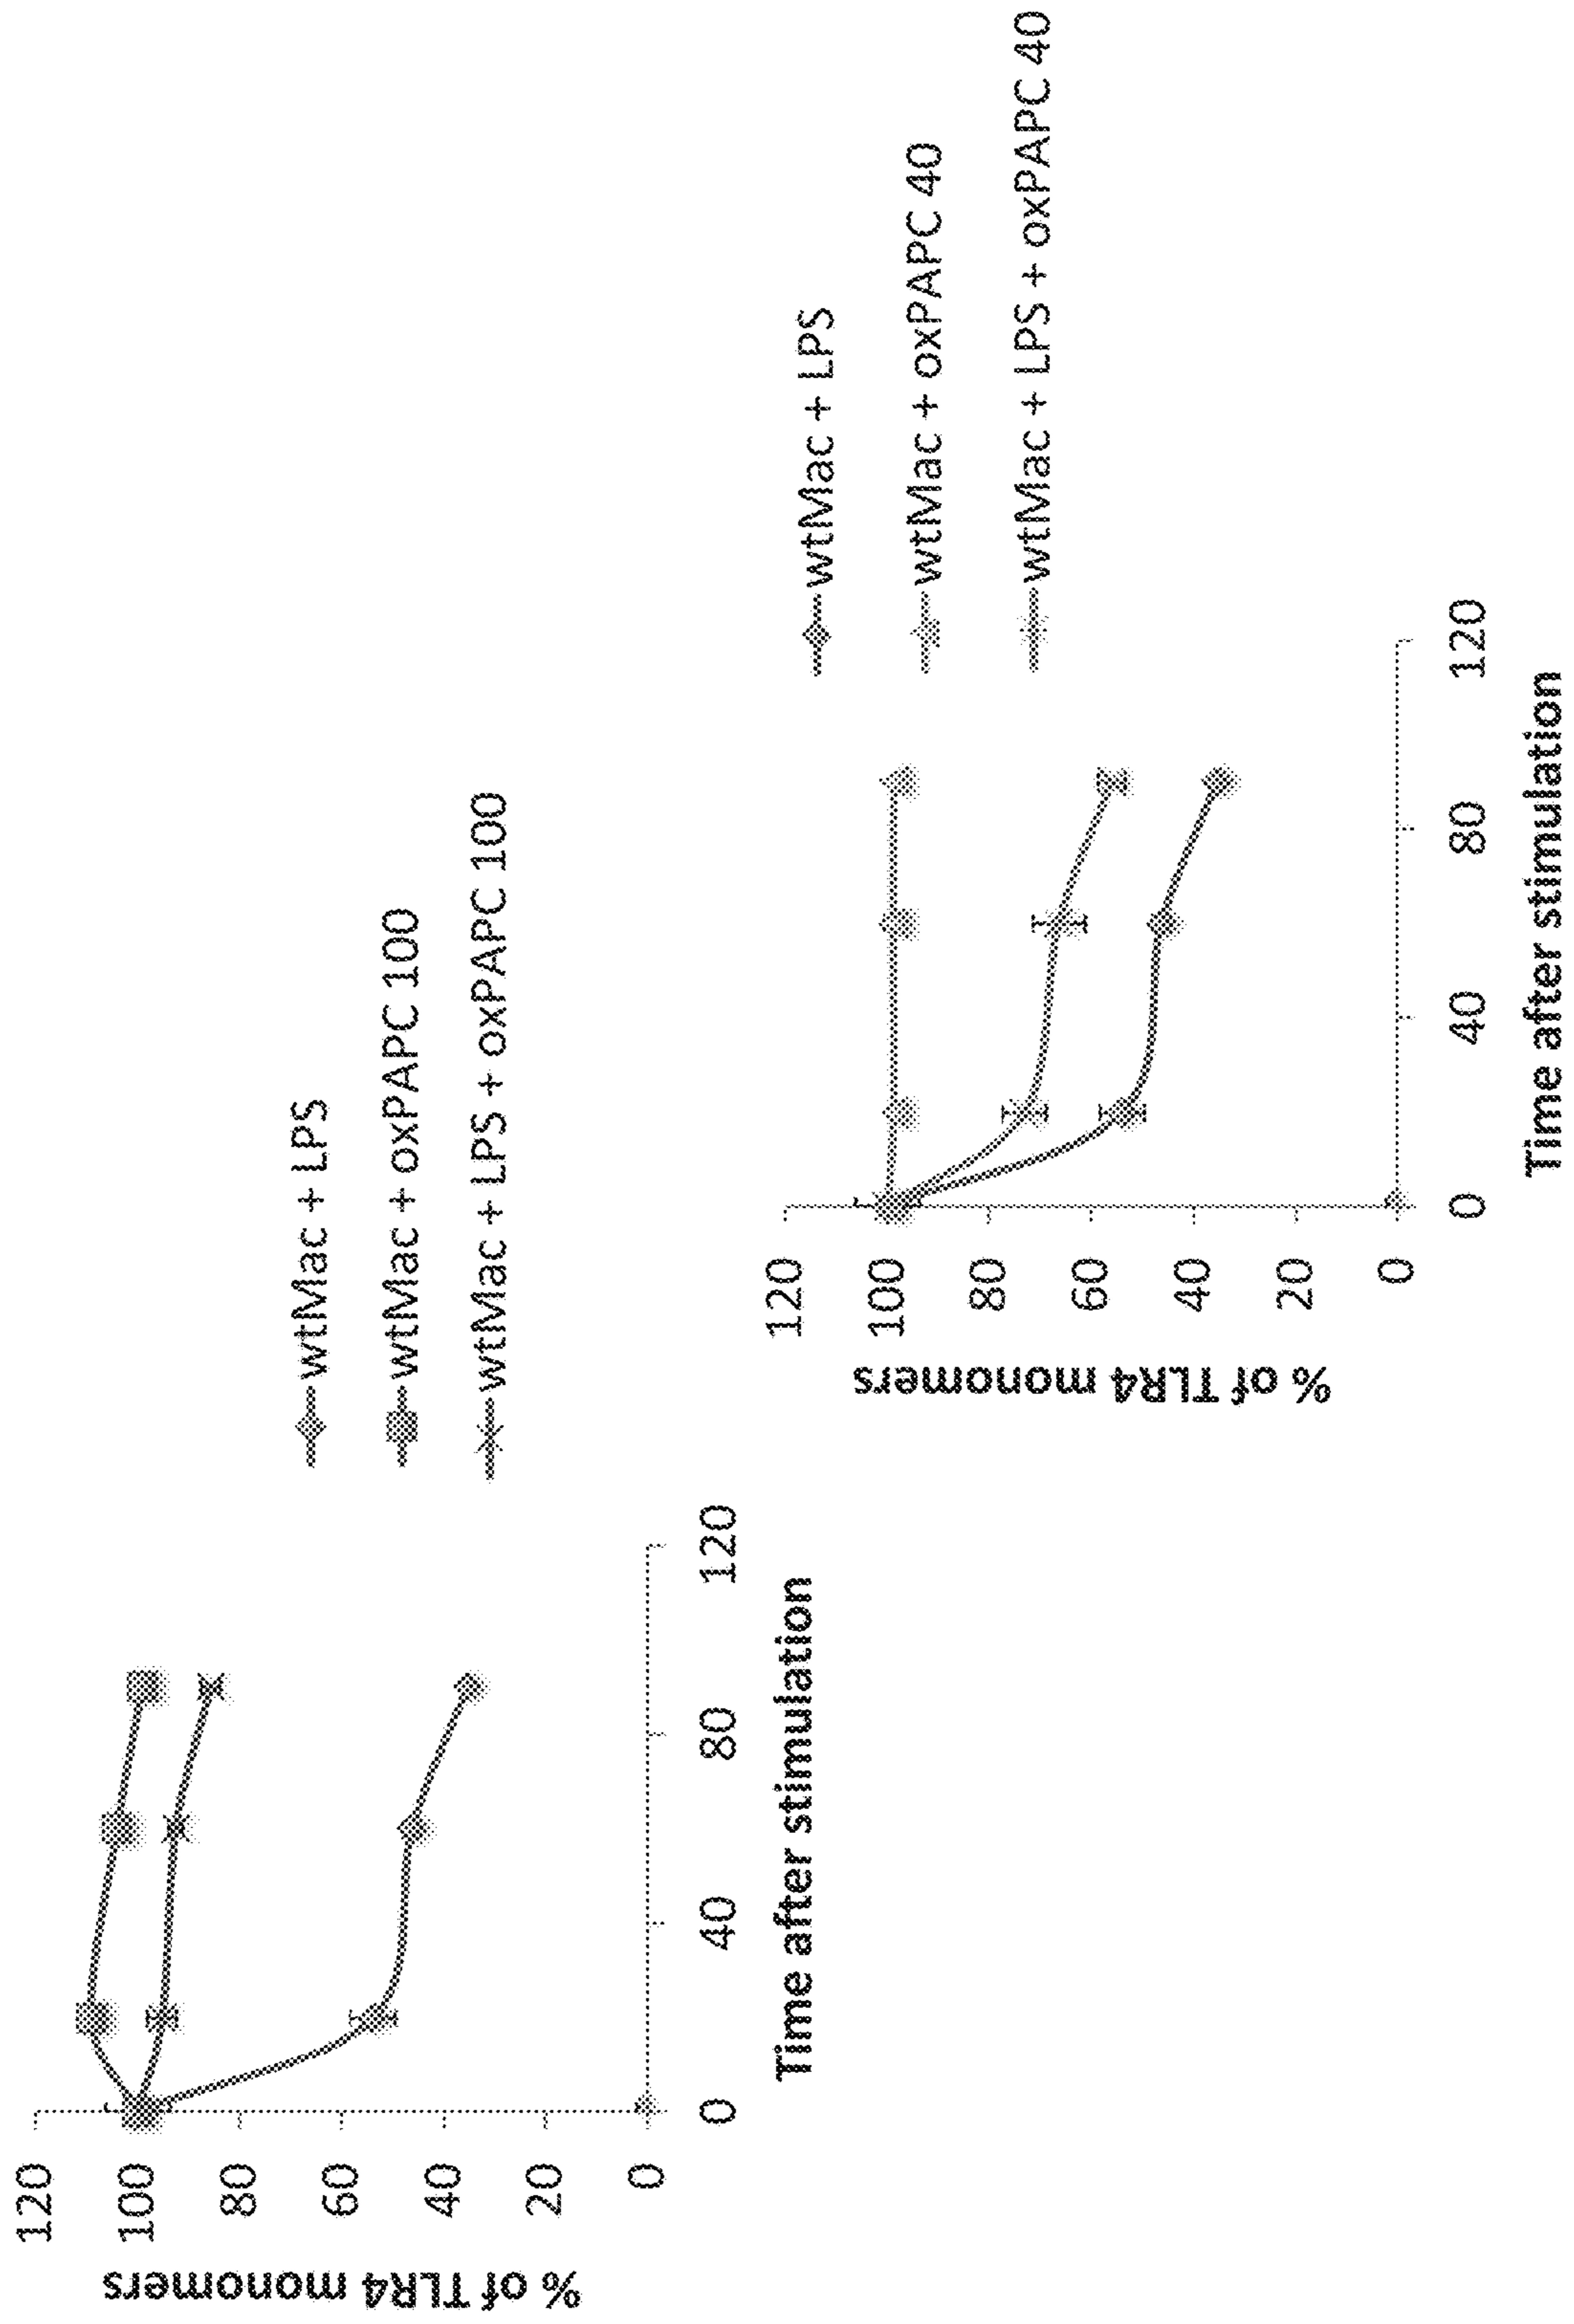 120
100
80
60
40
20
0
% of TLR4 monomers
0
40
80
120
Time after stimulation
wtMac + LPS
wtMac + oxPAPC 100
wtMac + LPS + oxPAPC 100
120
100
80
60
40
20
0
% of TLR4 monomers
0
40
80
120
Time after stimulation
wtMac + LPS
wtMac + oxPAPC 40
wtMac + LPS + oxPAPC 40